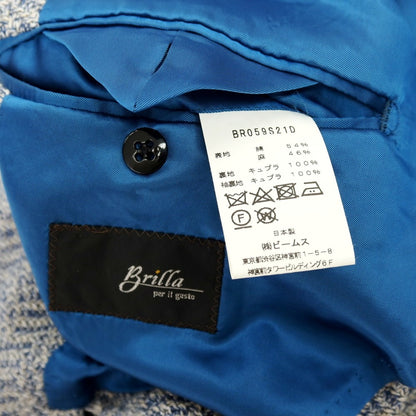 BR059S21D
表地 綿 54%
麻 46%
裏地 キュプラ 100%
袖裏地 キュプラ 100%
F W
日本製
㈱ビームス
東京都渋谷区神宮前1-5-8
神宮前タワービルディング6F
Brilla
per il gusto